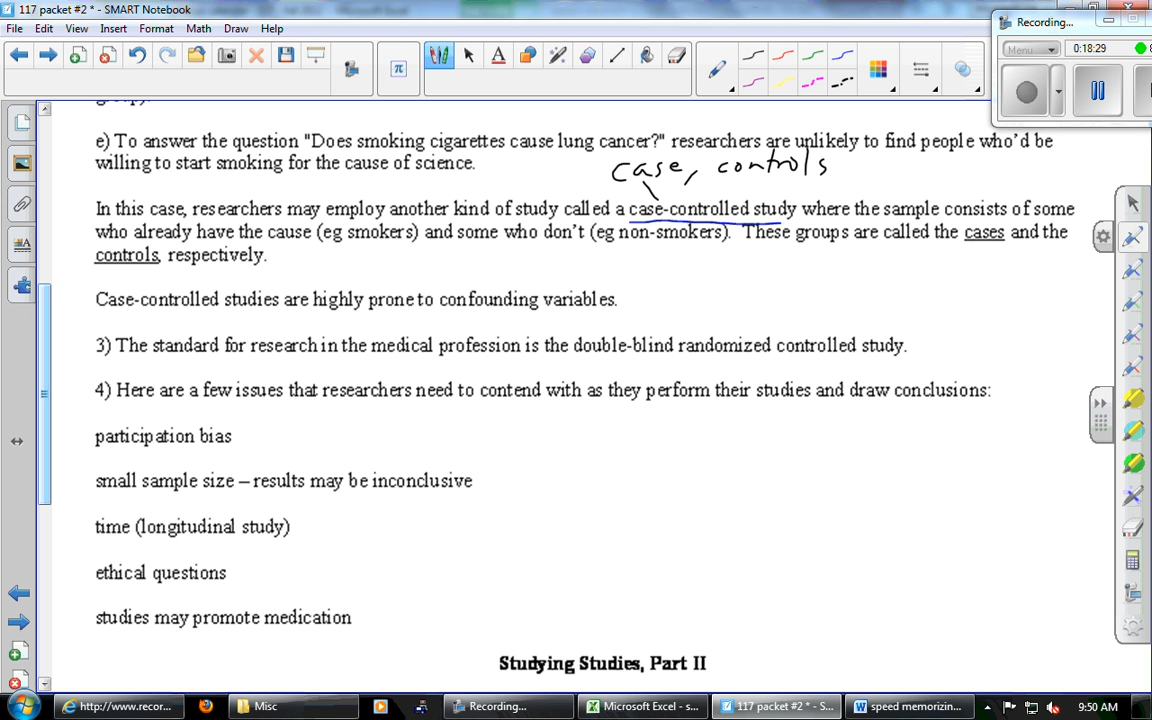 117 packet #2 * - SMART Notebook
Recording...
File Edit View Insert Format Math Draw Help
Menu
0:18:29
π
A
e) To answer the question "Does smoking cigarettes cause lung cancer?" researchers are unlikely to find people who'd be
willing to start smoking for the cause of science.
case, controls
In this case, researchers may employ another kind of study called a case-controlled study where the sample consists of some
who already have the cause (eg smokers) and some who don't (eg non-smokers). These groups are called the cases and the
controls, respectively.
Case-controlled studies are highly prone to confounding variables.
3) The standard for research in the medical profession is the double-blind randomized controlled study.
4) Here are a few issues that researchers need to contend with as they perform their studies and draw conclusions:
participation bias
small sample size – results may be inconclusive
time (longitudinal study)
ethical questions
studies may promote medication
Studying Studies, Part II
http://www.recor... Misc Recording... Microsoft Excel - s... 117 packet #2 * - S... speed memorizin... 9:50 AM